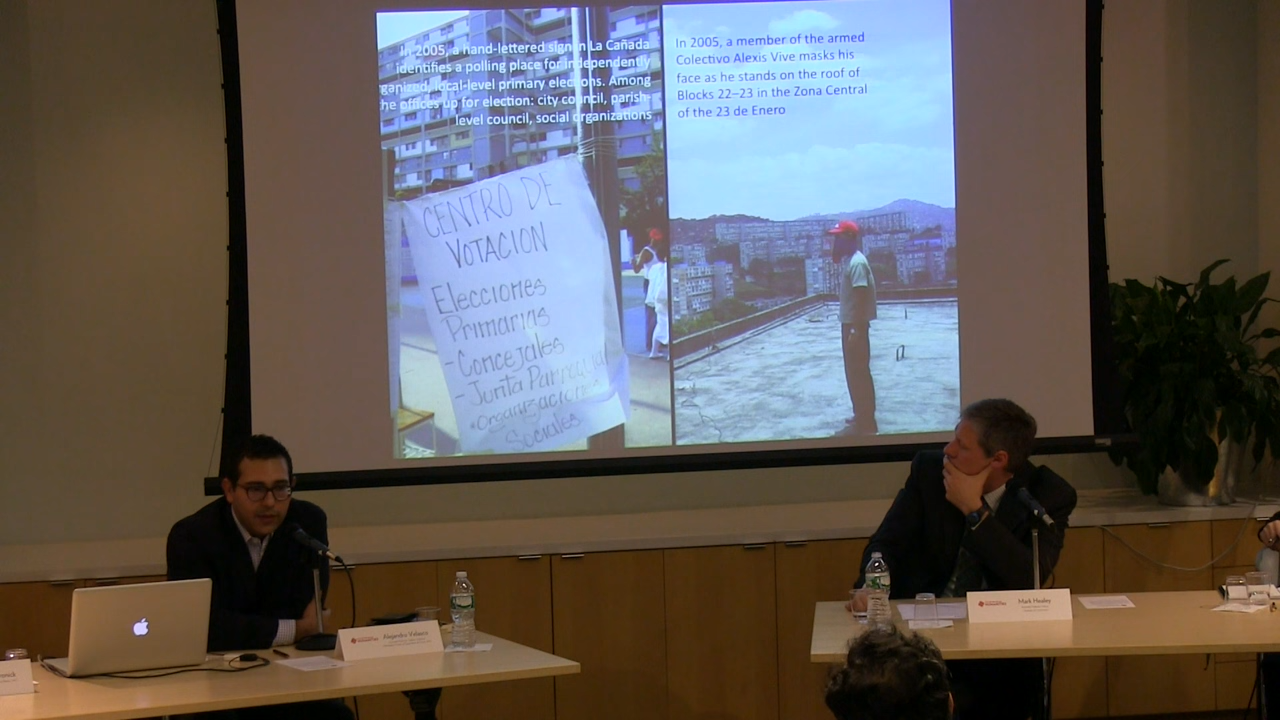 In 2005, a hand-lettered sign in La Cañada
identifies a polling place for independently
ganized, local-level primary elections. Among
he offices up for election: city council, parish-
level council, social organizations
In 2005, a member of the armed
Colectivo Alexis Vive masks his
face as he stands on the roof of
Blocks 22–23 in the Zona Central
of the 23 de Enero
CENTRO DE
VOTACION
Elecciones
Primarias
- Concejales
- Junta Parroquial
Sociales
Alejandro Velasco
Mark Healey